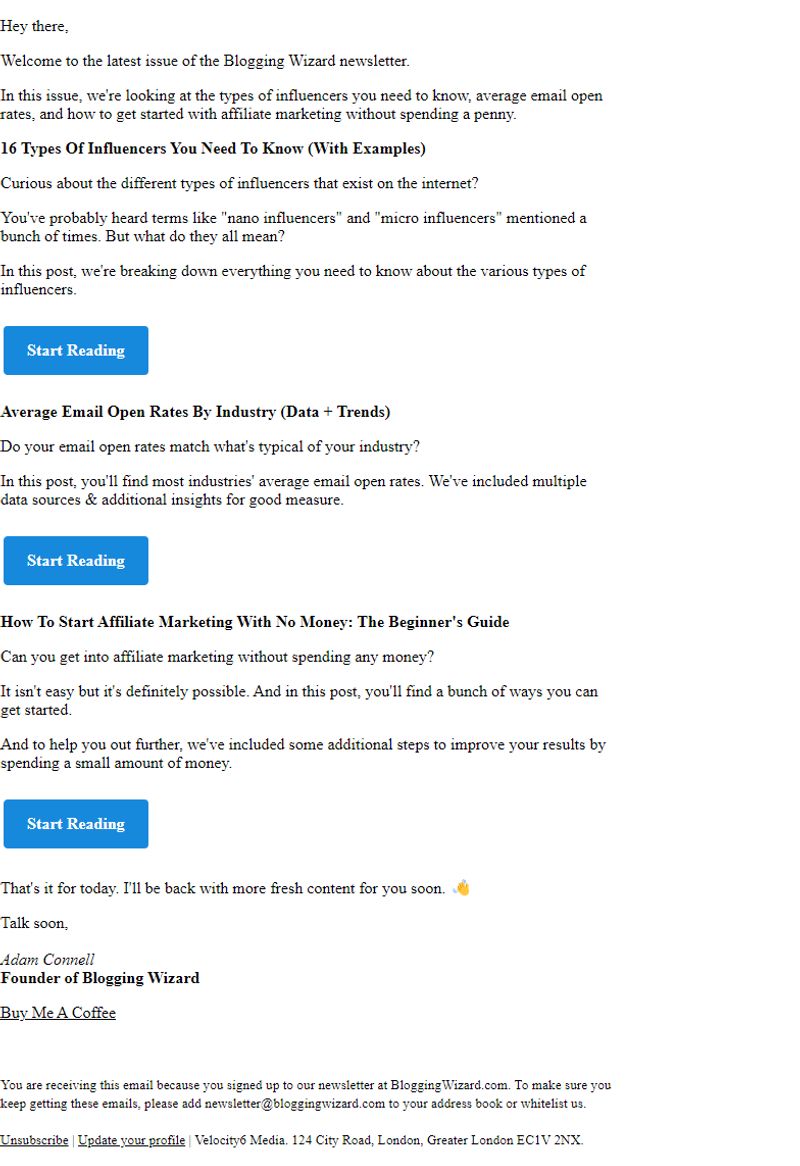 Hey there,
Welcome to the latest issue of the Blogging Wizard newsletter.
In this issue, we're looking at the types of influencers you need to know, average email open
rates, and how to get started with affiliate marketing without spending a penny.
16 Types Of Influencers You Need To Know (With Examples)
Curious about the different types of influencers that exist on the internet?
You've probably heard terms like "nano influencers" and "micro influencers" mentioned a
bunch of times. But what do they all mean?
In this post, we're breaking down everything you need to know about the various types of
influencers.
Start Reading
Average Email Open Rates By Industry (Data + Trends)
Do your email open rates match what's typical of your industry?
In this post, you'll find most industries' average email open rates. We've included multiple
data sources & additional insights for good measure.
Start Reading
How To Start Affiliate Marketing With No Money: The Beginner's Guide
Can you get into affiliate marketing without spending any money?
It isn't easy but it's definitely possible. And in this post, you'll find a bunch of ways you can
get started.
And to help you out further, we've included some additional steps to improve your results by
spending a small amount of money.
Start Reading
That's it for today. I'll be back with more fresh content for you soon. 👋
Talk soon,
Adam Connell
Founder of Blogging Wizard
Buy Me A Coffee
You are receiving this email because you signed up to our newsletter at BloggingWizard.com. To make sure you
keep getting these emails, please add newsletter@bloggingwizard.com to your address book or whitelist us.
Unsubscribe | Update your profile | Velocity6 Media. 124 City Road, London, Greater London EC1V 2NX.